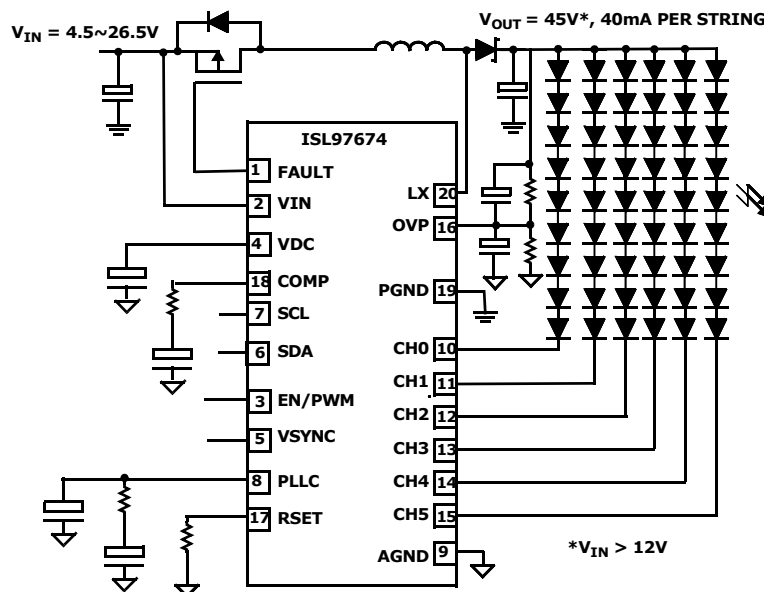 V_IN = 4.5~26.5V
V_OUT = 45V*, 40mA PER STRING
ISL97674
1 FAULT
2 VIN
4 VDC
18 COMP
7 SCL
6 SDA
3 EN/PWM
5 VSYNC
8 PLLC
17 RSET
LX 20
OVP 16
PGND 19
CH0 10
CH1 11
CH2 12
CH3 13
CH4 14
CH5 15
AGND 9
*V_IN > 12V